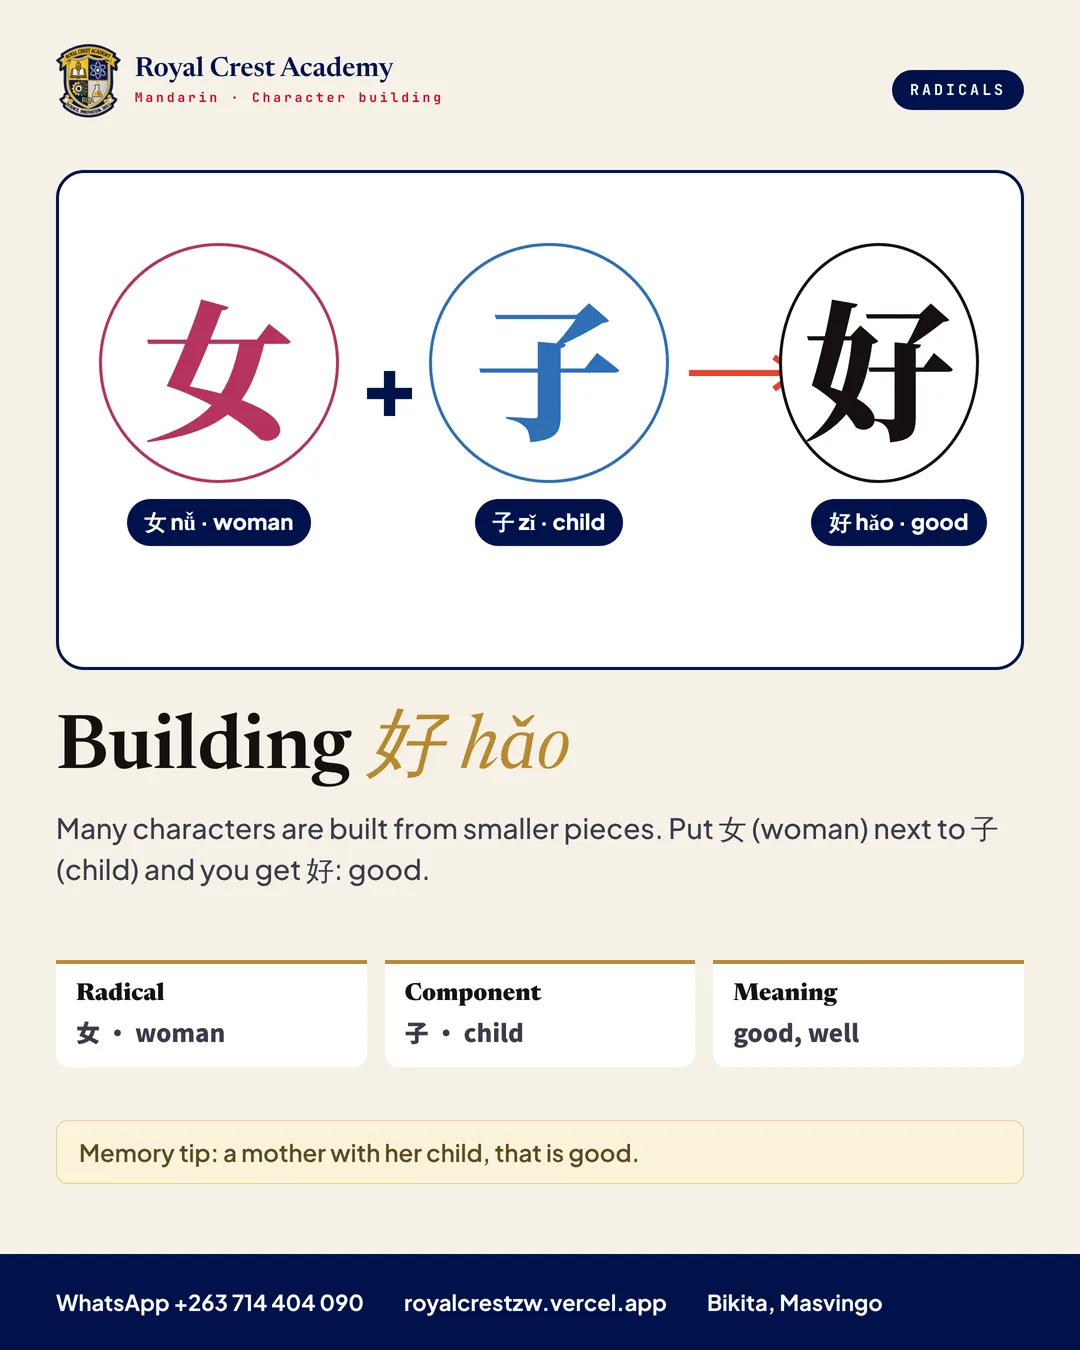 Royal Crest Academy
Mandarin · Character building
RADICALS
女 + 子 好
女 nǚ · woman
子 zǐ · child
好 hǎo · good
Building 好 hǎo
Many characters are built from smaller pieces. Put 女 (woman) next to 子
(child) and you get 好: good.
Radical
女 • woman
Component
子 • child
Meaning
good, well
Memory tip: a mother with her child, that is good.
WhatsApp +263 714 404 090
royalcrestzw.vercel.app
Bikita, Masvingo